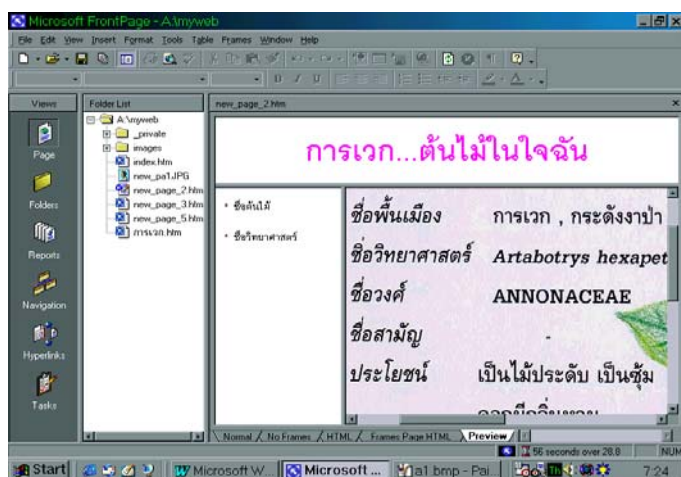 Microsoft FrontPage - A:\myweb
File Edit View Insert Format Tools Table Frames Window Help
Views
Folder List
new_page_2.htm
A:\myweb
_private
images
index.htm
new_pa1.JPG
new_page_2.htm
new_page_3.htm
new_page_5.htm
การเวก.htm
Page
Folders
Reports
Navigation
Hyperlinks
Tasks
การเวก...ต้นไม้ในใจฉัน
• ชื่อต้นไม้
• ชื่อวิทยาศาสตร์
ชื่อพื้นเมือง การเวก , กระดังงาป่า
ชื่อวิทยาศาสตร์ Artabotrys hexapet
ชื่อวงศ์ ANNONACEAE
ชื่อสามัญ -
ประโยชน์ เป็นไม้ประดับ เป็นซุ้ม
Normal No Frames HTML Frames Page HTML Preview
56 seconds over 28.8 NUM
Start Microsoft W... Microsoft ... a1.bmp - Pai... 7:24